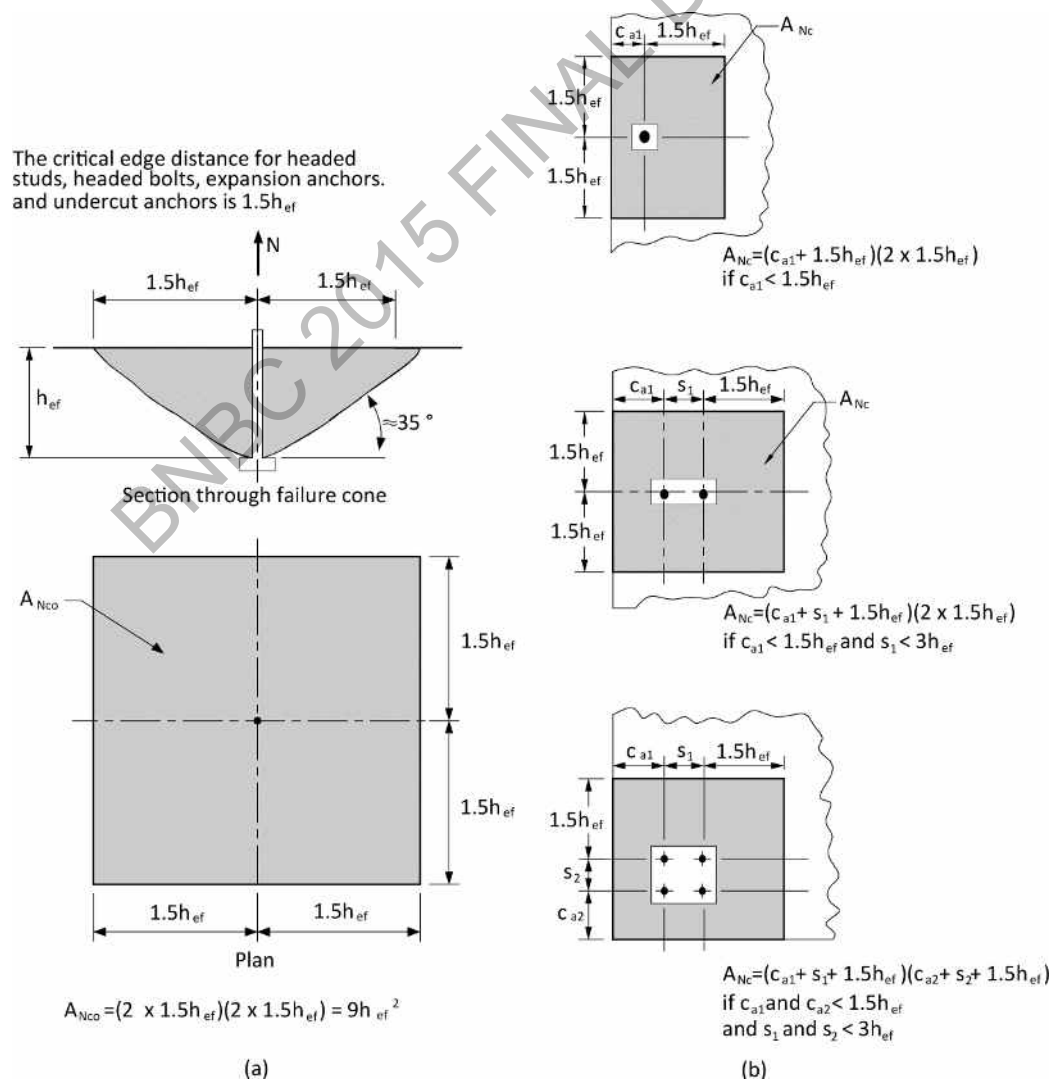 The critical edge distance for headed
studs, headed bolts, expansion anchors.
and undercut anchors is 1.5h_ef
N
1.5h_ef
1.5h_ef
h_ef
≈35 °
Section through failure cone
A_Nco
1.5h_ef
1.5h_ef
1.5h_ef
1.5h_ef
Plan
A_Nco=(2 x 1.5h_ef)(2 x 1.5h_ef) = 9h_ef²
(a)
c_a1
1.5h_ef
A_Nc
1.5h_ef
1.5h_ef
A_Nc=(c_a1+ 1.5h_ef)(2 x 1.5h_ef)
if c_a1< 1.5h_ef
c_a1
s_1
1.5h_ef
A_Nc
1.5h_ef
1.5h_ef
A_Nc=(c_a1+ s_1 + 1.5h_ef)(2 x 1.5h_ef)
if c_a1< 1.5h_ef and s_1< 3h_ef
c_a1
s_1
1.5h_ef
1.5h_ef
s_2
c_a2
A_Nc=(c_a1+ s_1+ 1.5h_ef)(c_a2+ s_2+ 1.5h_ef)
if c_a1 and c_a2< 1.5h_ef
and s_1 and s_2 < 3h_ef
(b)
BNBC 2015 FINAL